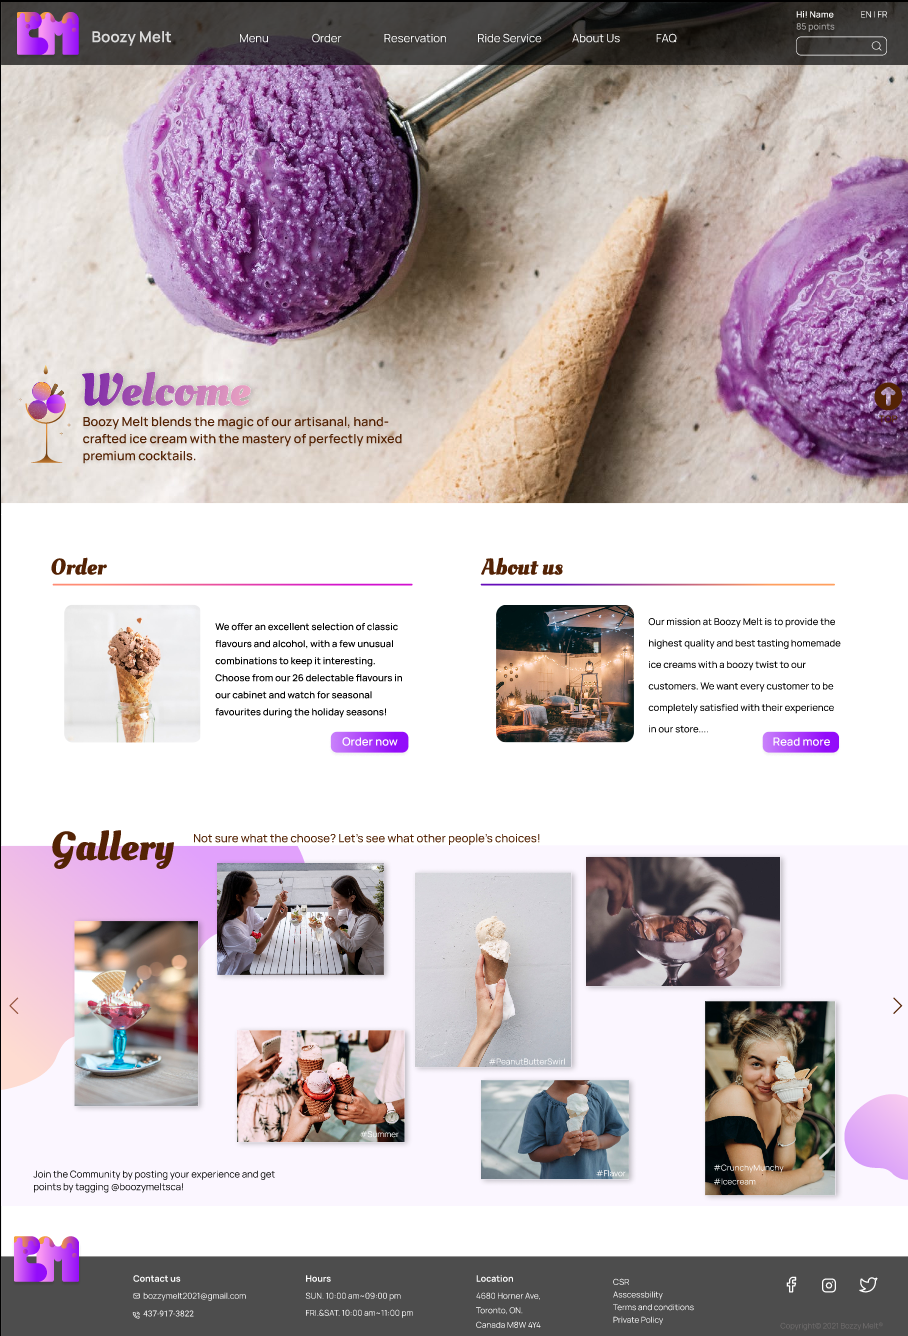 BM
Boozy Melt
Menu
Order
Reservation
Ride Service
About Us
FAQ
Hi! Name
EN | FR
85 points
Welcome
Boozy Melt blends the magic of our artisanal, hand-
crafted ice cream with the mastery of perfectly mixed
premium cocktails.
Order
We offer an excellent selection of classic
flavours and alcohol, with a few unusual
combinations to keep it interesting.
Choose from our 26 delectable flavours in
our cabinet and watch for seasonal
favourites during the holiday seasons!
Order now
About us
Our mission at Boozy Melt is to provide the
highest quality and best tasting homemade
ice creams with a boozy twist to our
customers. We want every customer to be
completely satisfied with their experience
in our store....
Read more
Gallery
Not sure what the choose? Let's see what other people's choices!
#PeanutButterSwirl
#Summer
#Flavor
#CrunchyMunchy
#Icecream
Join the Community by posting your experience and get
points by tagging @boozymeltsca!
BM
Contact us
bozzymelt2021@gmail.com
437-917-3822
Hours
SUN. 10:00 am~09:00 pm
FRI.&SAT. 10:00 am~11:00 pm
Location
4680 Horner Ave,
Toronto, ON.
Canada M8W 4Y4
CSR
Asscessbility
Terms and conditions
Private Policy
Copyright© 2021 Bozzy Melt®